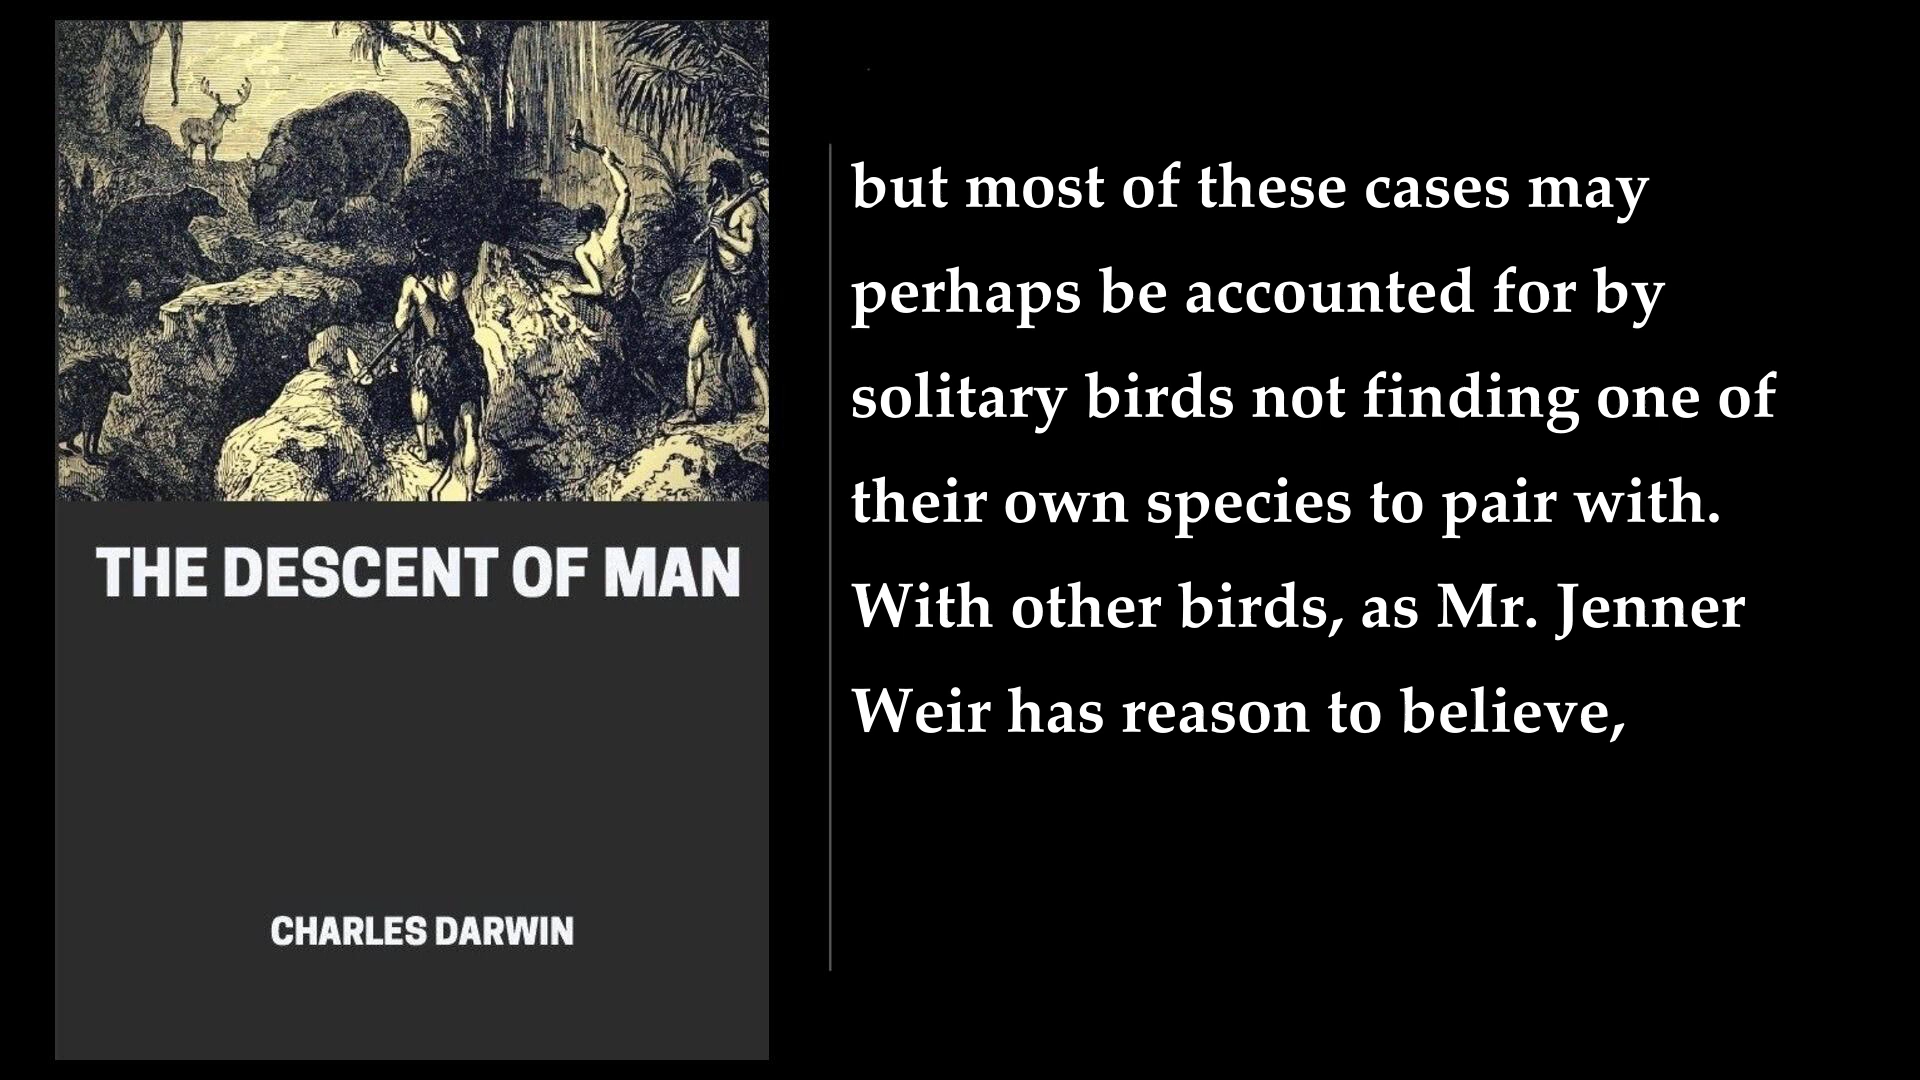 THE DESCENT OF MAN
CHARLES DARWIN
but most of these cases may
perhaps be accounted for by
solitary birds not finding one of
their own species to pair with.
With other birds, as Mr. Jenner
Weir has reason to believe,